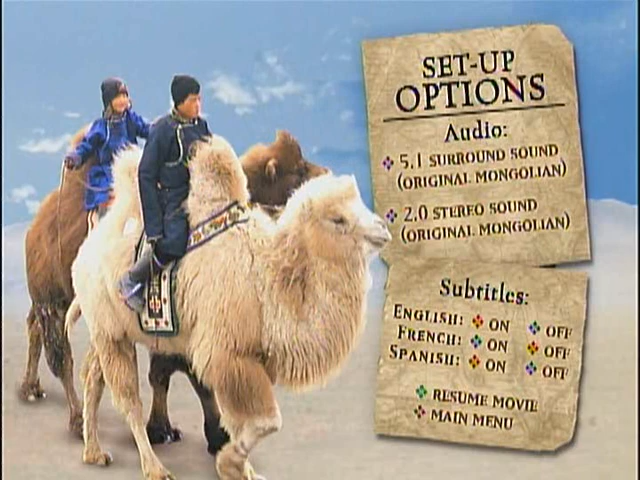 SET-UP
OPTIONS
Audio:
5.1 SURROUND SOUND
(ORIGINAL MONGOLIAN)
2.0 STEREO SOUND
(ORIGINAL MONGOLIAN)
Subtitles:
ENGLISH: ON OFF
FRENCH: ON OFF
SPANISH: ON OFF
RESUME MOVIE
MAIN MENU